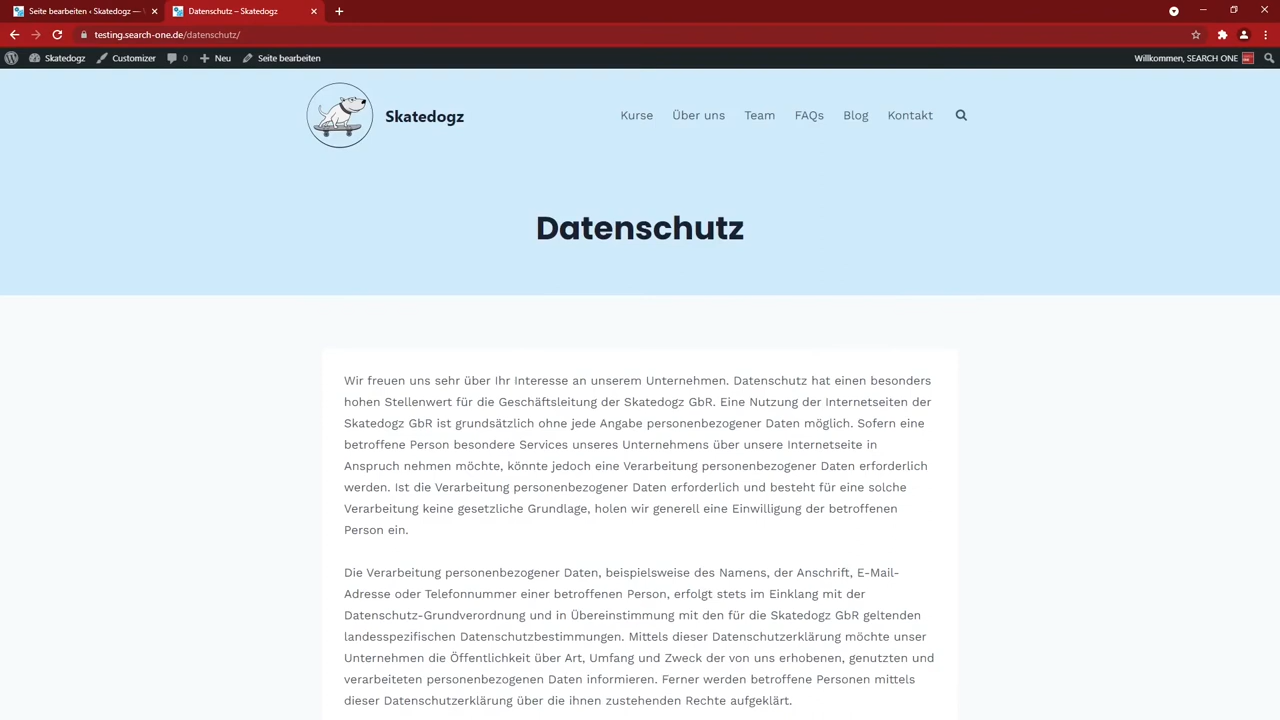 Seite bearbeiten ‹ Skatedogz —
Datenschutz – Skatedogz
testing.search-one.de/datenschutz/
Skatedogz
Customizer
0
Neu
Seite bearbeiten
Willkommen, SEARCH ONE
Skatedogz
Kurse
Über uns
Team
FAQs
Blog
Kontakt
Datenschutz
Wir freuen uns sehr über Ihr Interesse an unserem Unternehmen. Datenschutz hat einen besonders
hohen Stellenwert für die Geschäftsleitung der Skatedogz GbR. Eine Nutzung der Internetseiten der
Skatedogz GbR ist grundsätzlich ohne jede Angabe personenbezogener Daten möglich. Sofern eine
betroffene Person besondere Services unseres Unternehmens über unsere Internetseite in
Anspruch nehmen möchte, könnte jedoch eine Verarbeitung personenbezogener Daten erforderlich
werden. Ist die Verarbeitung personenbezogener Daten erforderlich und besteht für eine solche
Verarbeitung keine gesetzliche Grundlage, holen wir generell eine Einwilligung der betroffenen
Person ein.
Die Verarbeitung personenbezogener Daten, beispielsweise des Namens, der Anschrift, E-Mail-
Adresse oder Telefonnummer einer betroffenen Person, erfolgt stets im Einklang mit der
Datenschutz-Grundverordnung und in Übereinstimmung mit den für die Skatedogz GbR geltenden
landesspezifischen Datenschutzbestimmungen. Mittels dieser Datenschutzerklärung möchte unser
Unternehmen die Öffentlichkeit über Art, Umfang und Zweck der von uns erhobenen, genutzten und
verarbeiteten personenbezogenen Daten informieren. Ferner werden betroffene Personen mittels
dieser Datenschutzerklärung über die ihnen zustehenden Rechte aufgeklärt.